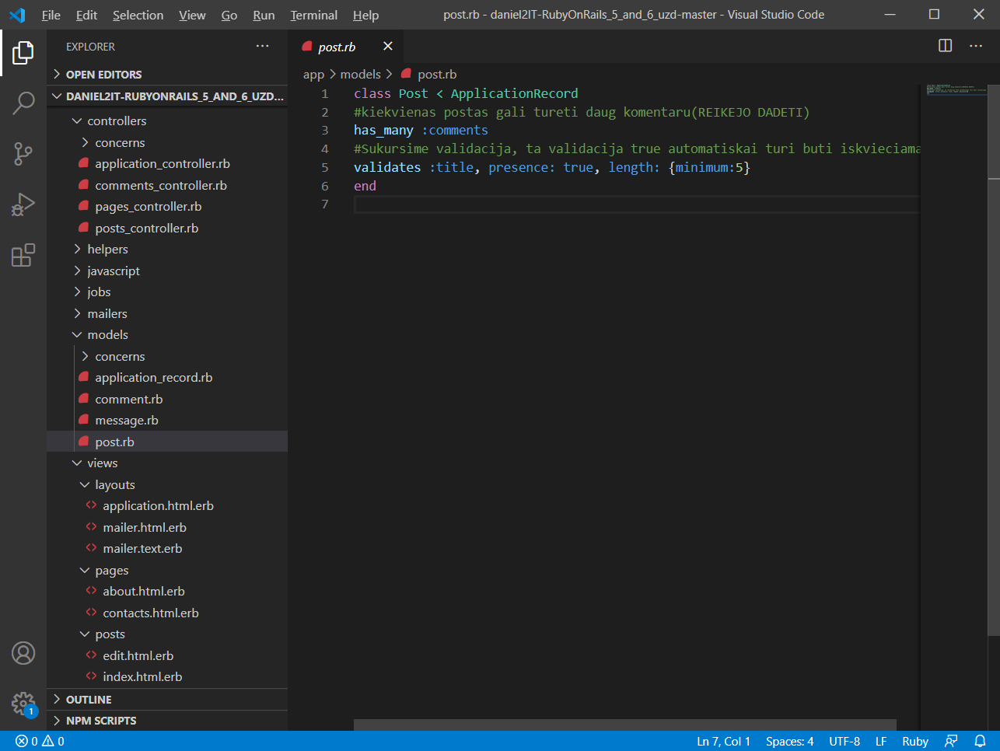 File Edit Selection View Go Run Terminal Help
post.rb - daniel2IT-RubyOnRails_5_and_6_uzd-master - Visual Studio Code
EXPLORER
OPEN EDITORS
DANIEL2IT-RUBYONRAILS_5_AND_6_UZD...
controllers
concerns
application_controller.rb
comments_controller.rb
pages_controller.rb
posts_controller.rb
helpers
javascript
jobs
mailers
models
concerns
application_record.rb
comment.rb
message.rb
post.rb
views
layouts
application.html.erb
mailer.html.erb
mailer.text.erb
pages
about.html.erb
contacts.html.erb
posts
edit.html.erb
index.html.erb
OUTLINE
NPM SCRIPTS
1
post.rb
app > models > post.rb
1 class Post < ApplicationRecord
2 #kiekvienas postas gali tureti daug komentaru(REIKEJO DADETI)
3 has_many :comments
4 #Sukursime validacija, ta validacija true automatiskai turi buti iskvieciama
5 validates :title, presence: true, length: {minimum:5}
6 end
7
0 0
Ln 7, Col 1 Spaces: 4 UTF-8 LF Ruby